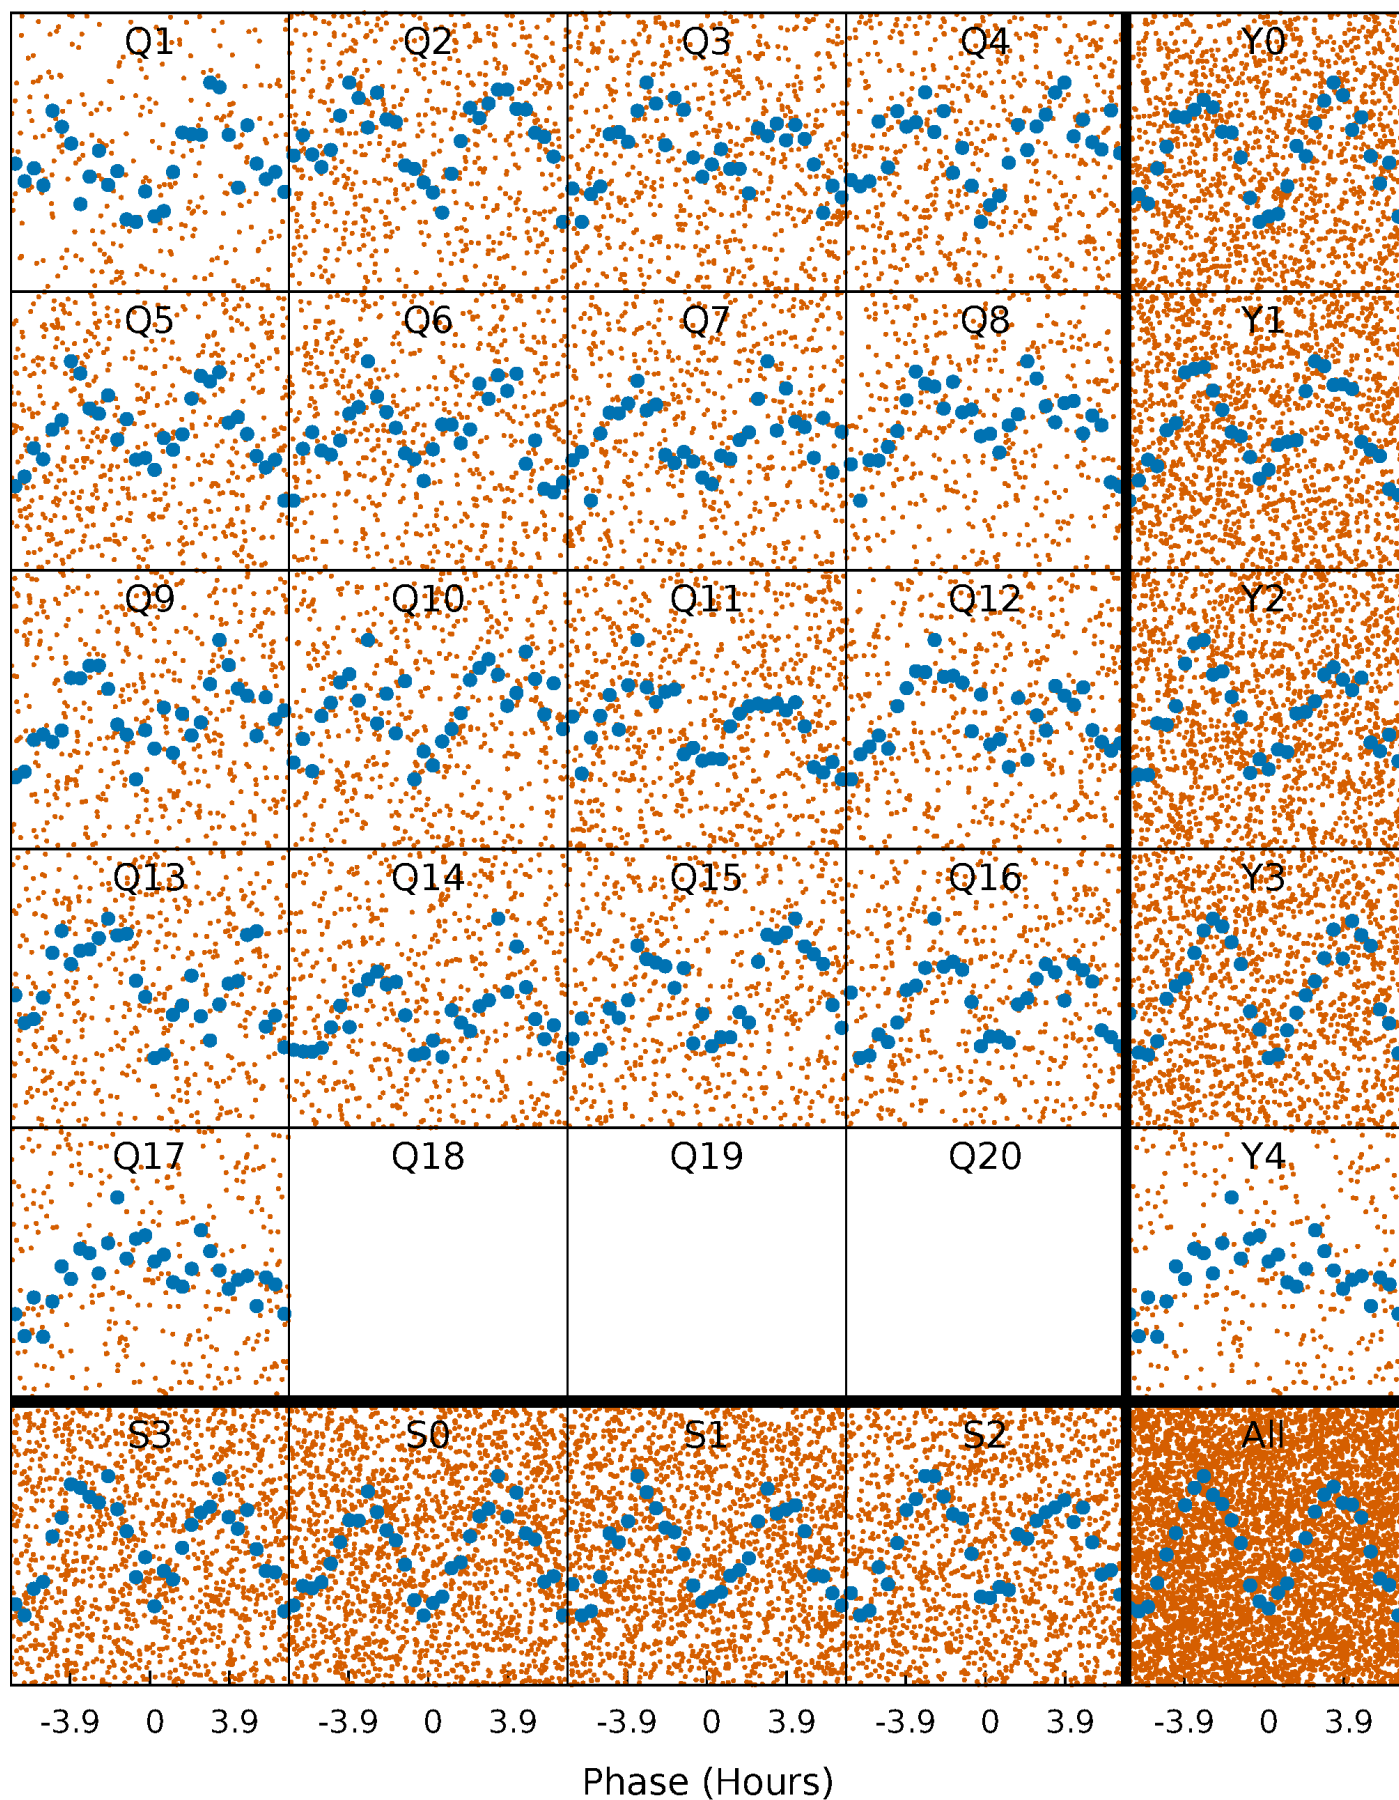 Q1 Q2 Q3 Q4 Y0
Q5 Q6 Q7 Q8 Y1
Q9 Q10 Q11 Q12 Y2
Q13 Q14 Q15 Q16 Y3
Q17 Q18 Q19 Q20 Y4
S3 S0 S1 S2 All
-3.9 0 3.9 -3.9 0 3.9 -3.9 0 3.9 -3.9 0 3.9 -3.9 0 3.9
Phase (Hours)